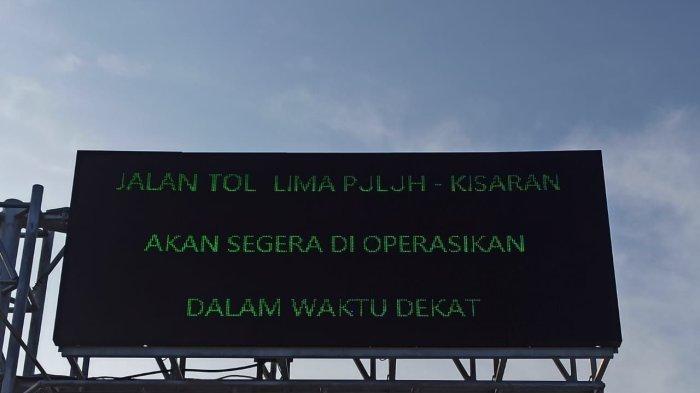 JALAN TOL LIMA PULUH - KISARAN
AKAN SEGERA DI OPERASIKAN
DALAM WAKTU DEKAT